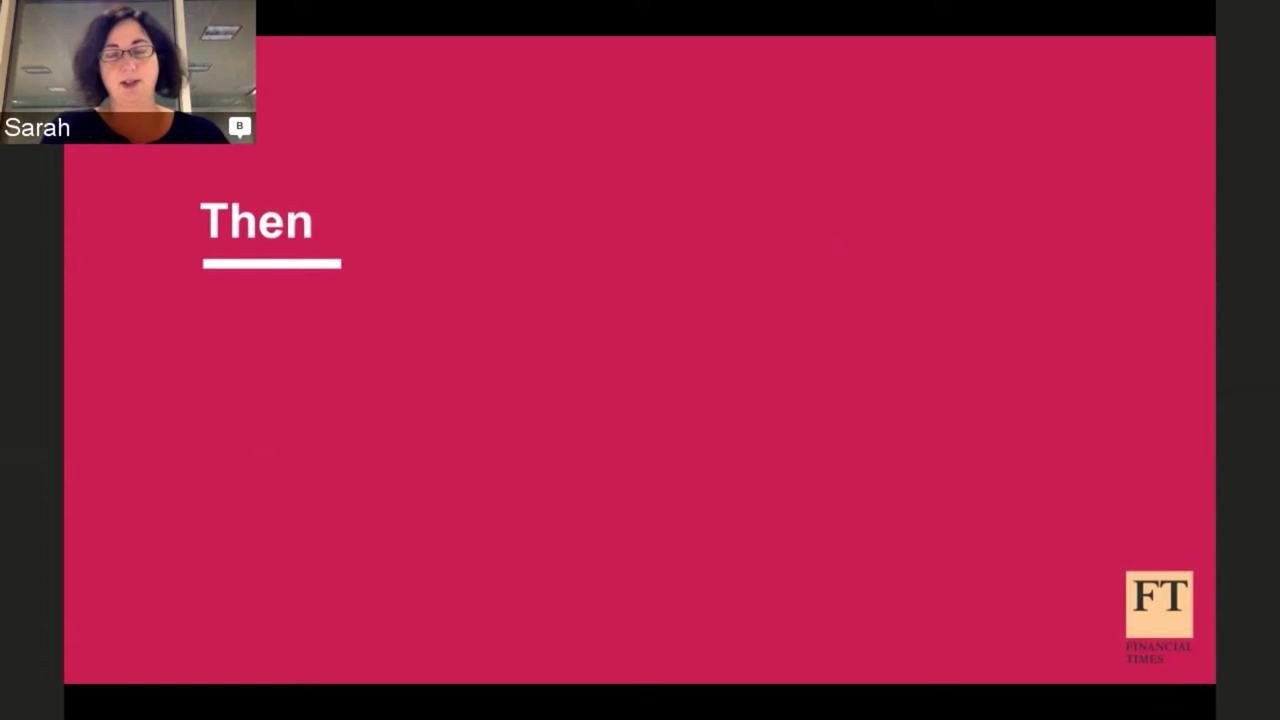 Sarah
B
Then
FT
FINANCIAL
TIMES